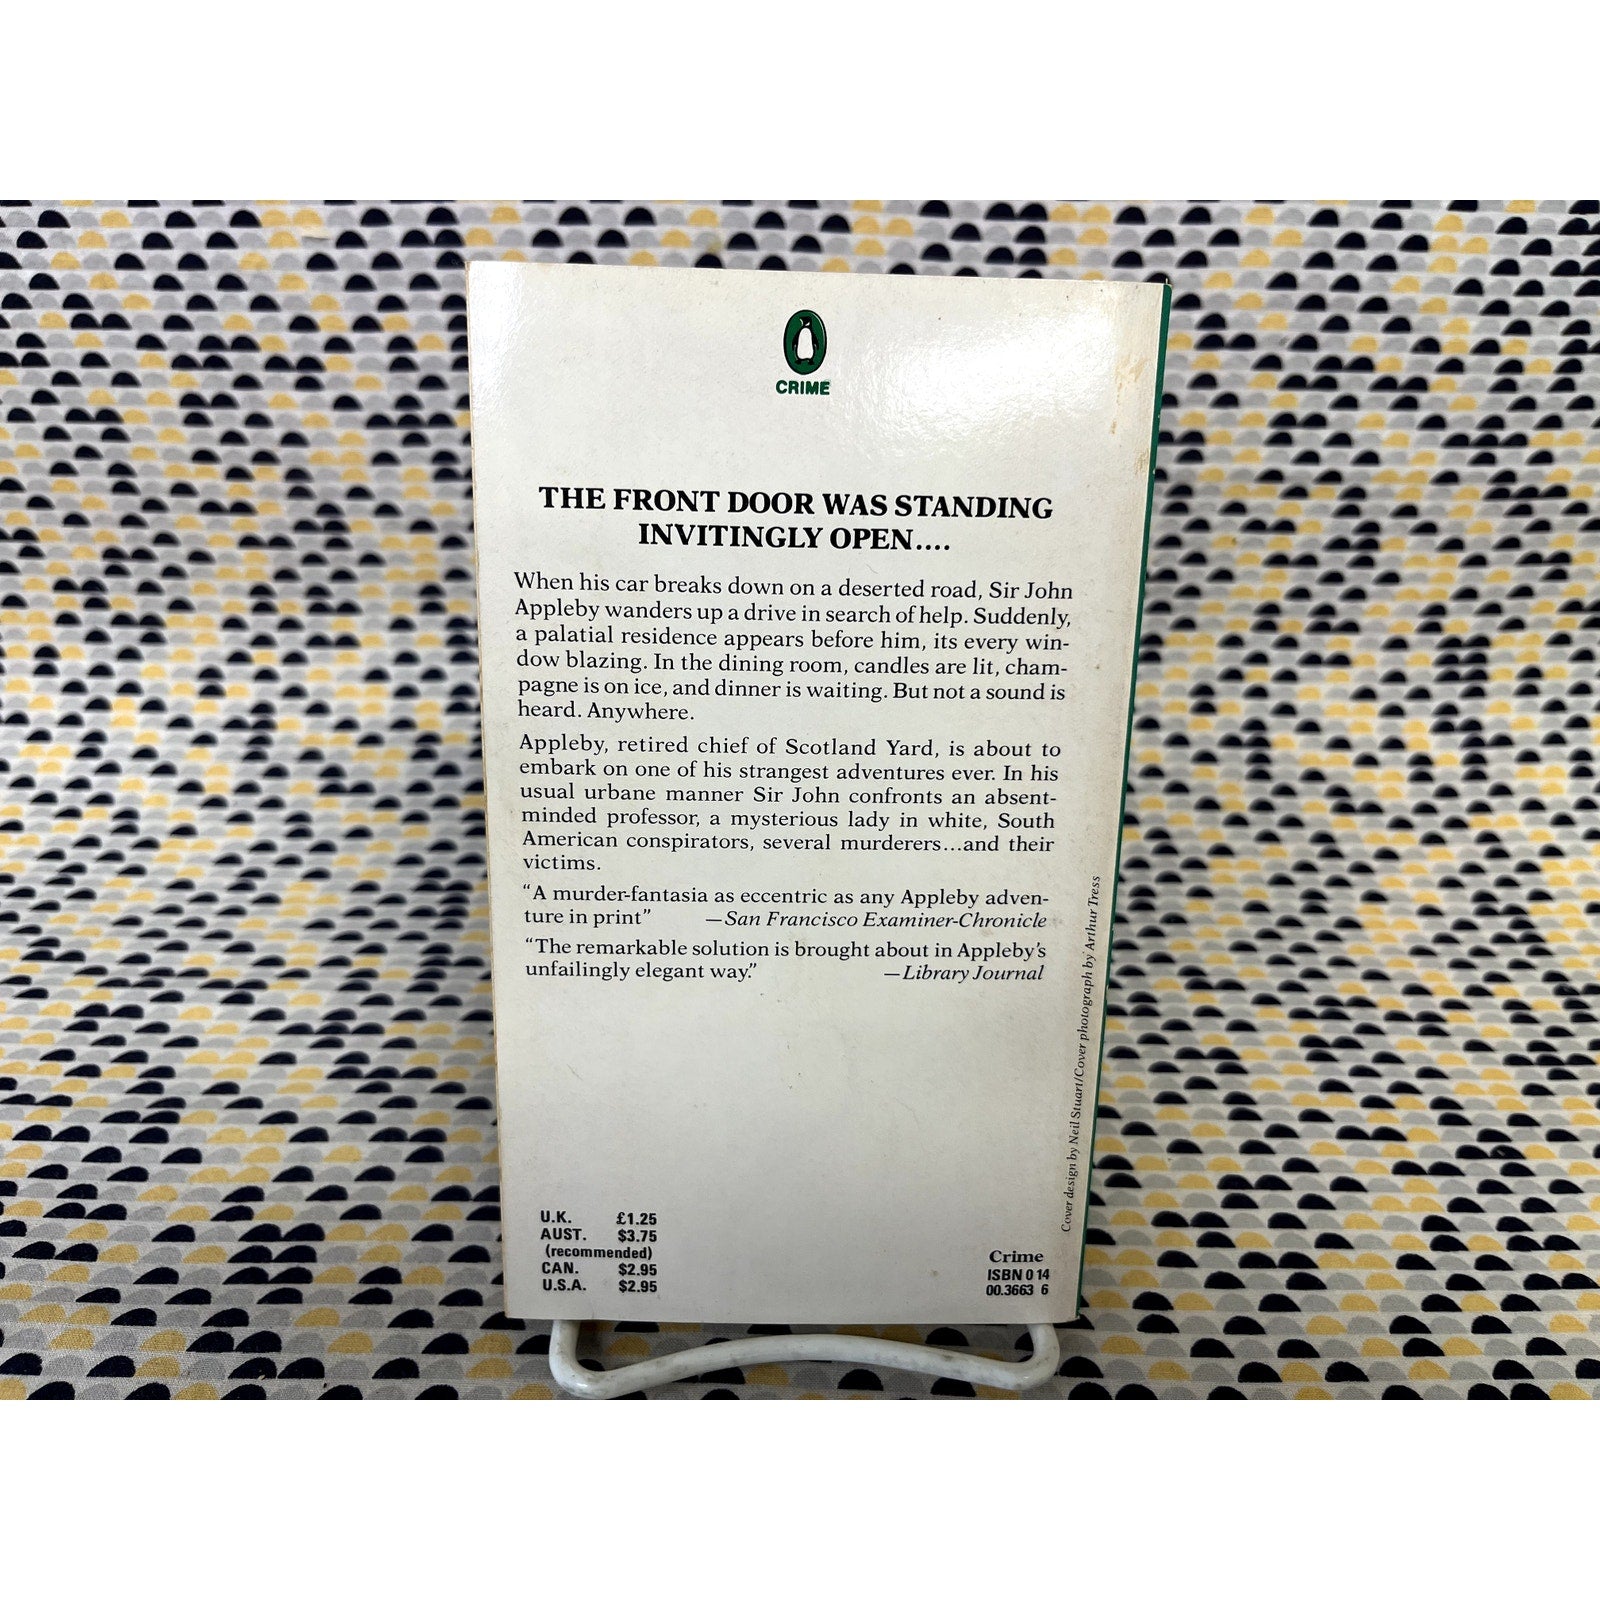 CRIME
THE FRONT DOOR WAS STANDING
INVITINGLY OPEN....
When his car breaks down on a deserted road, Sir John
Appleby wanders up a drive in search of help. Suddenly,
a palatial residence appears before him, its every win-
dow blazing. In the dining room, candles are lit, cham-
pagne is on ice, and dinner is waiting. But not a sound is
heard. Anywhere.
Appleby, retired chief of Scotland Yard, is about to
embark on one of his strangest adventures ever. In his
usual urbane manner Sir John confronts an absent-
minded professor, a mysterious lady in white, South
American conspirators, several murderers...and their
victims.
“A murder-fantasia as eccentric as any Appleby adven-
ture in print” —San Francisco Examiner-Chronicle
“The remarkable solution is brought about in Appleby’s
unfailingly elegant way.” —Library Journal
Cover design by Neil Stuart/Cover photograph by Arthur Tress
U.K. £1.25
AUST. $3.75
(recommended)
CAN. $2.95
U.S.A. $2.95
Crime
ISBN 0 14
00.3663 6